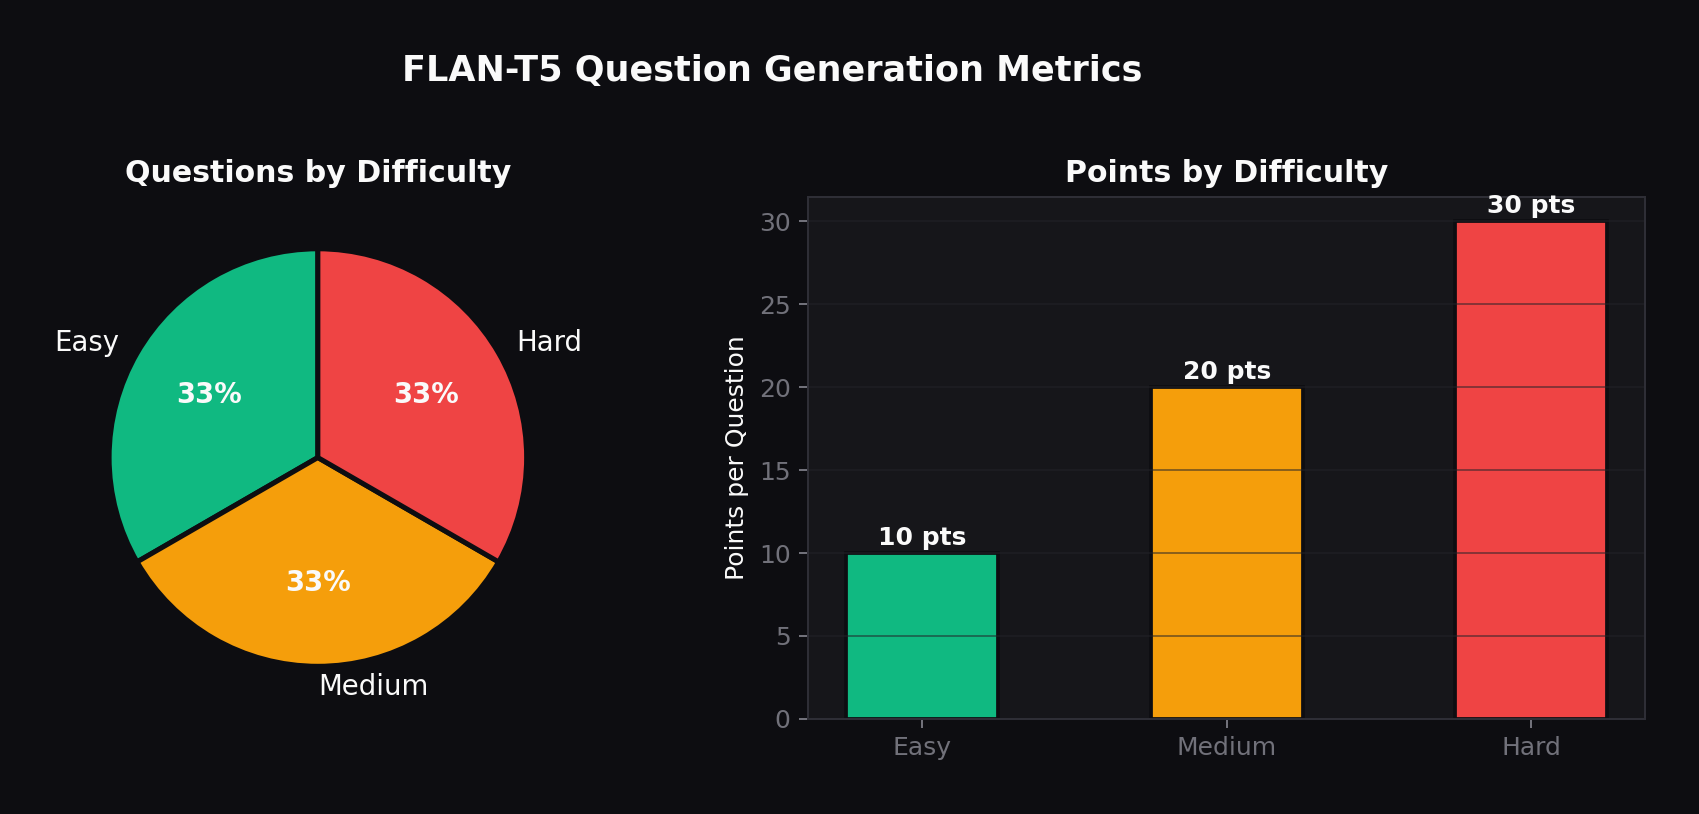 FLAN-T5 Question Generation Metrics
Questions by Difficulty
Easy
Hard
33%
33%
33%
Medium
Points by Difficulty
Points per Question
30
25
20
15
10
5
0
10 pts
20 pts
30 pts
Easy
Medium
Hard